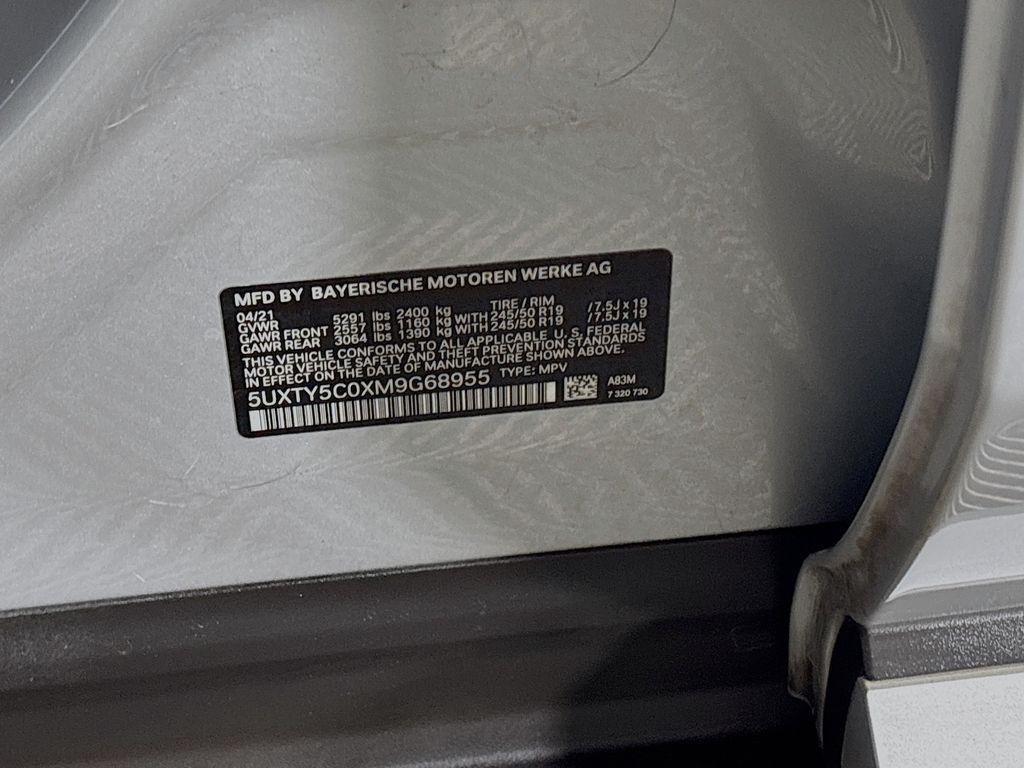 MFD BY BAYERISCHE MOTOREN WERKE AG
04/21 TIRE / RIM
GVWR 5291 lbs 2400 kg
GAWR FRONT 2557 lbs 1160 kg WITH 245/50 R19 /7.5J x 19
GAWR REAR 3064 lbs 1390 kg WITH 245/50 R19 /7.5J x 19
THIS VEHICLE CONFORMS TO ALL APPLICABLE U. S. FEDERAL
MOTOR VEHICLE SAFETY AND THEFT PREVENTION STANDARDS
IN EFFECT ON THE DATE OF MANUFACTURE SHOWN ABOVE.
5UXTY5C0XM9G68955 TYPE: MPV
A83M
7 320 730